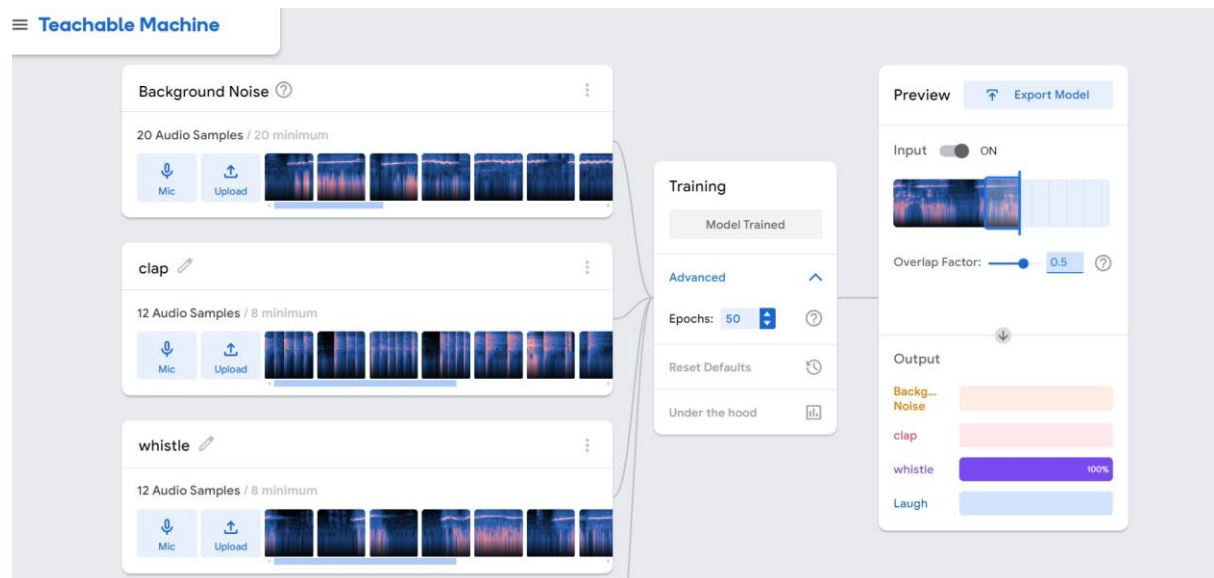 Teachable Machine
Background Noise
20 Audio Samples / 20 minimum
Mic
Upload
clap
12 Audio Samples / 8 minimum
Mic
Upload
whistle
12 Audio Samples / 8 minimum
Mic
Upload
Training
Model Trained
Advanced
Epochs: 50
Reset Defaults
Under the hood
Preview
Export Model
Input ON
Overlap Factor: 0.5
Output
Backg...
Noise
clap
whistle 100%
Laugh